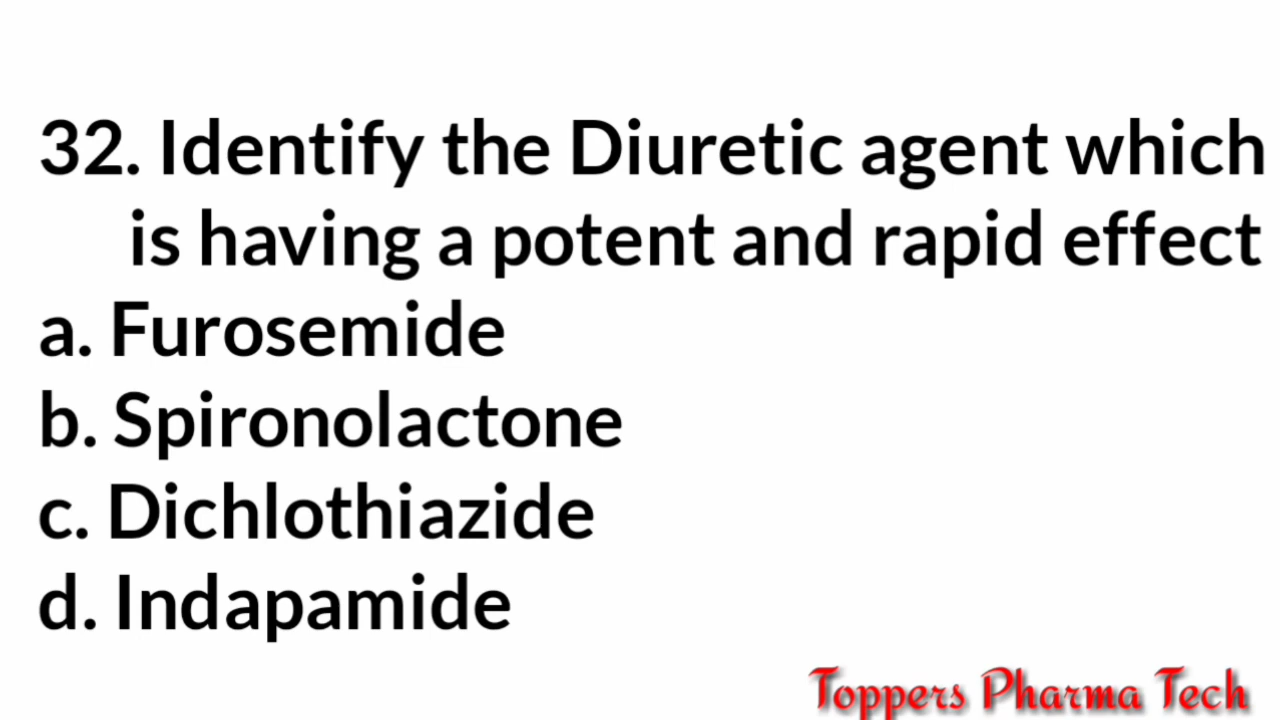 32. Identify the Diuretic agent which
is having a potent and rapid effect
a. Furosemide
b. Spironolactone
c. Dichlothiazide
d. Indapamide
Toppers Pharma Tech